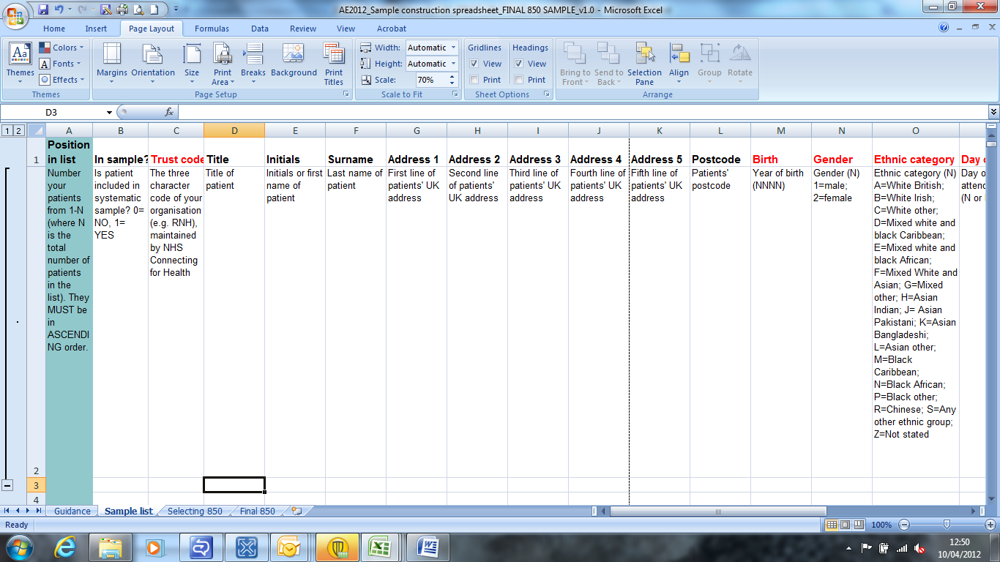 AE2012_Sample construction spreadsheet_FINAL 850 SAMPLE_v1.0 - Microsoft Excel
Home Insert Page Layout Formulas Data Review View Acrobat
Themes
Colors
Fonts
Effects
Themes
Margins Orientation Size Print Area Breaks Background Print Titles
Page Setup
Width: Automatic
Height: Automatic
Scale: 70%
Scale to Fit
Gridlines
View
Print
Headings
View
Print
Sheet Options
Bring to Front Send to Back Selection Pane Align Group Rotate
Arrange
D3
fx
1 2
A B C D E F G H I J K L M N O
1
Position
in list
In sample?
Trust code
Title
Initials
Surname
Address 1
Address 2
Address 3
Address 4
Address 5
Postcode
Birth
Gender
Ethnic category
Day o
2
Number
your
patients
from 1-N
(where N
is the
total
number of
patients
in the
list). They
MUST be
in
ASCENDI
NG order.
Is patient
included in
systematic
sample? 0=
NO, 1=
YES
The three
character
code of your
organisation
(e.g. RNH),
maintained
by NHS
Connecting
for Health
Title of
patient
Initials or first
name of
patient
Last name of
patient
First line of
patients' UK
address
Second line
of patients'
UK address
Third line of
patients' UK
address
Fourth line of
patients' UK
address
Fifth line of
patients' UK
address
Patients'
postcode
Year of birth
(NNNN)
Gender (N)
1=male;
2=female
Ethnic category (N)
A=White British;
B=White Irish;
C=White other;
D=Mixed white and
black Caribbean;
E=Mixed white and
black African;
F=Mixed White and
Asian; G=Mixed
other; H=Asian
Indian; J= Asian
Pakistani; K=Asian
Bangladeshi;
L=Asian other;
M=Black
Caribbean;
N=Black African;
P=Black other;
R=Chinese; S=Any
other ethnic group;
Z=Not stated
Day o
attend
(N or
3
4
Guidance Sample list Selecting 850 Final 850
Ready
100%
12:50
10/04/2012